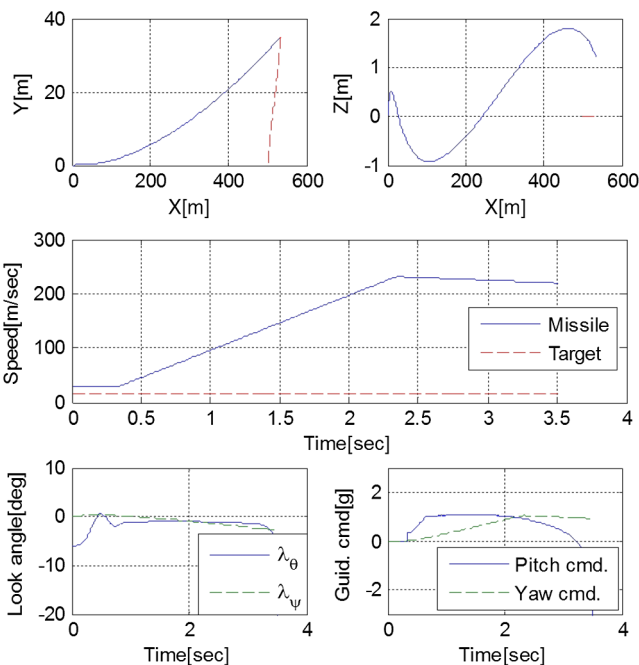 40
20
0
0
200
400
600
Y[m]
X[m]
2
1
0
-1
0
200
400
600
Z[m]
X[m]
300
200
100
0
0
0.5
1
1.5
2
2.5
3
3.5
4
Speed[m/sec]
Time[sec]
Missile
Target
10
0
-10
-20
0
2
4
Look angle[deg]
Time[sec]
λθ
λψ
2
0
-2
0
2
4
Guid. cmd[g]
Time[sec]
Pitch cmd.
Yaw cmd.